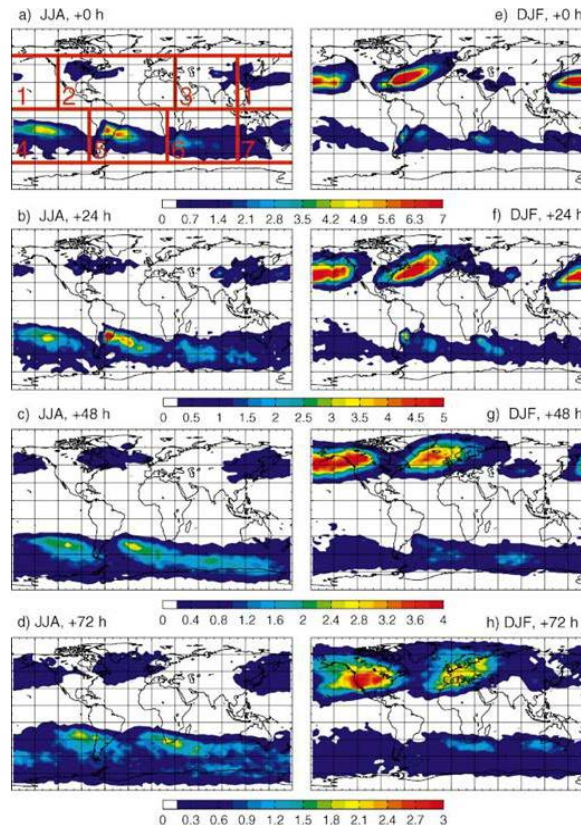 a) JJA, +0 h
e) DJF, +0 h
1 2 3 1
4 5 6 7
0 0.7 1.4 2.1 2.8 3.5 4.2 4.9 5.6 6.3 7
b) JJA, +24 h
f) DJF, +24 h
0 0.5 1 1.5 2 2.5 3 3.5 4 4.5 5
c) JJA, +48 h
g) DJF, +48 h
0 0.4 0.8 1.2 1.6 2 2.4 2.8 3.2 3.6 4
d) JJA, +72 h
h) DJF, +72 h
0 0.3 0.6 0.9 1.2 1.5 1.8 2.1 2.4 2.7 3